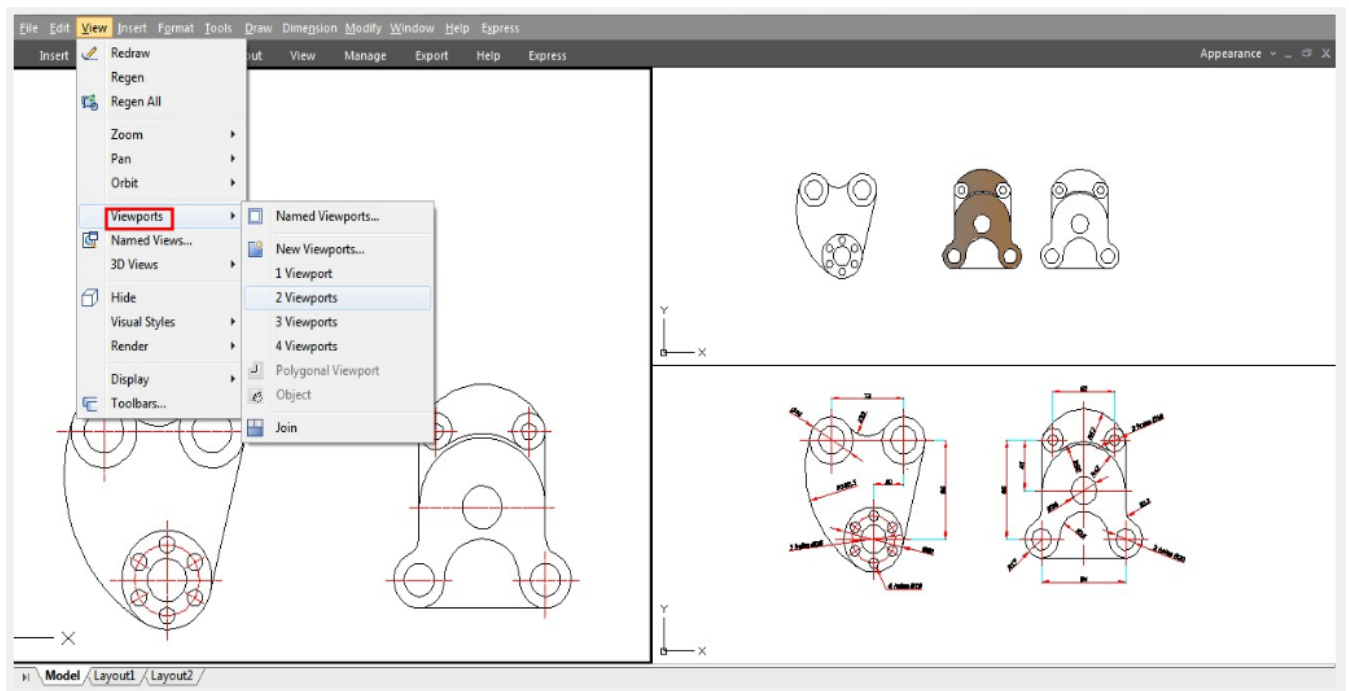 File Edit View Insert Format Tools Draw Dimension Modify Window Help Express
Insert out View Manage Export Help Express Appearance
Redraw
Regen
Regen All
Zoom
Pan
Orbit
Viewports
Named Views...
3D Views
Hide
Visual Styles
Render
Display
Toolbars...
Named Viewports...
New Viewports...
1 Viewport
2 Viewports
3 Viewports
4 Viewports
Polygonal Viewport
Object
Join
X
Y
X
72
Y
X
Model Layout1 Layout2